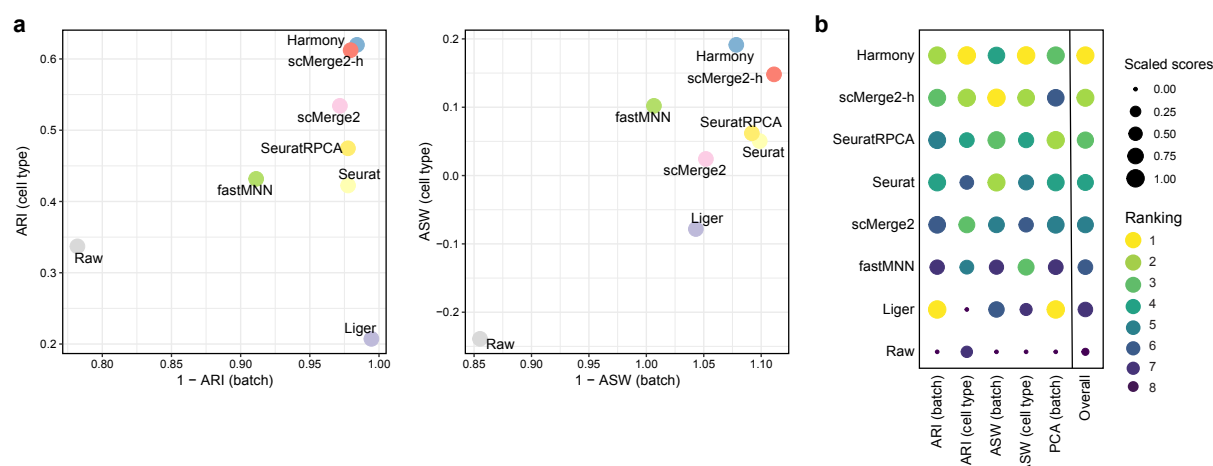 a
ARI (cell type)
0.6
0.5
0.4
0.3
0.2
Harmony
scMerge2-h
scMerge2
SeuratRPCA
Seurat
fastMNN
Raw
Liger
0.80
0.85
0.90
0.95
1.00
1 − ARI (batch)
ASW (cell type)
0.2
0.1
0.0
−0.1
−0.2
Harmony
scMerge2-h
fastMNN
SeuratRPCA
Seurat
scMerge2
Liger
Raw
0.85
0.90
0.95
1.00
1.05
1.10
1 − ASW (batch)
b
Harmony
scMerge2-h
SeuratRPCA
Seurat
scMerge2
fastMNN
Liger
Raw
ARI (batch)
ARI (cell type)
ASW (batch)
ASW (cell type)
PCA (batch)
Overall
Scaled scores
0.00
0.25
0.50
0.75
1.00
Ranking
1
2
3
4
5
6
7
8